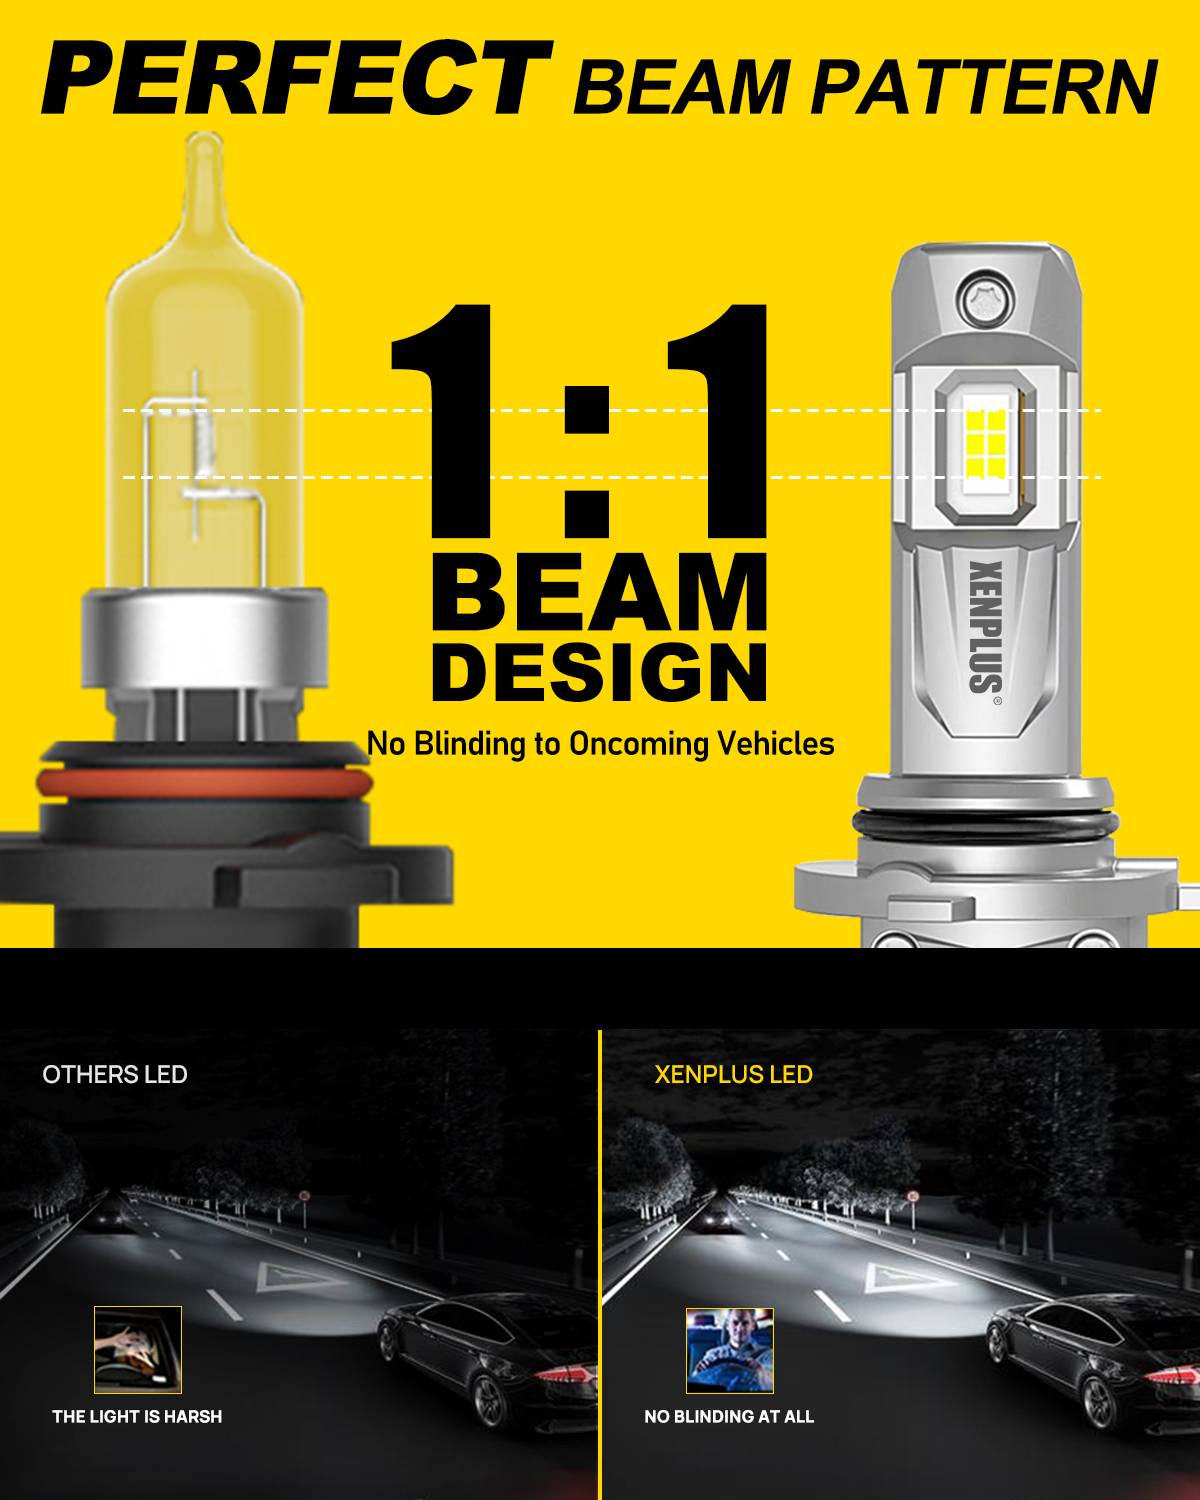 PERFECT BEAM PATTERN
1:1
BEAM
DESIGN
No Blinding to Oncoming Vehicles
XENPLUS®
OTHERS LED
XENPLUS LED
THE LIGHT IS HARSH
NO BLINDING AT ALL